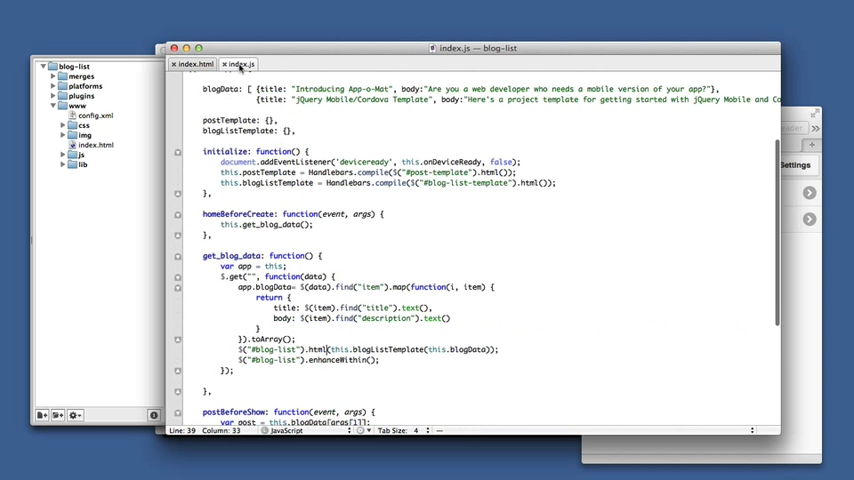 index.js — blog-list
index.html
index.js
blog-list
merges
platforms
plugins
www
config.xml
css
img
index.html
js
lib
blogData: [ {title: "Introducing App-o-Mat", body:"Are you a web developer who needs a mobile version of your app?"},
{title: "jQuery Mobile/Cordova Template", body:"Here's a project template for getting started with jQuery Mobile and Co
postTemplate: {},
blogListTemplate: {},
initialize: function() {
document.addEventListener('deviceready', this.onDeviceReady, false);
this.postTemplate = Handlebars.compile($("#post-template").html());
this.blogListTemplate = Handlebars.compile($("#blog-list-template").html());
},
homeBeforeCreate: function(event, args) {
this.get_blog_data();
},
get_blog_data: function() {
var app = this;
$.get("", function(data) {
app.blogData= $(data).find("item").map(function(i, item) {
return {
title: $(item).find("title").text(),
body: $(item).find("description").text()
}
}).toArray();
$("#blog-list").html(this.blogListTemplate(this.blogData));
$("#blog-list").enhanceWithin();
});
},
postBeforeShow: function(event, args) {
var post = this.blogData[args[1]];
Line: 39 Column: 33
JavaScript
Tab Size: 4
Settings